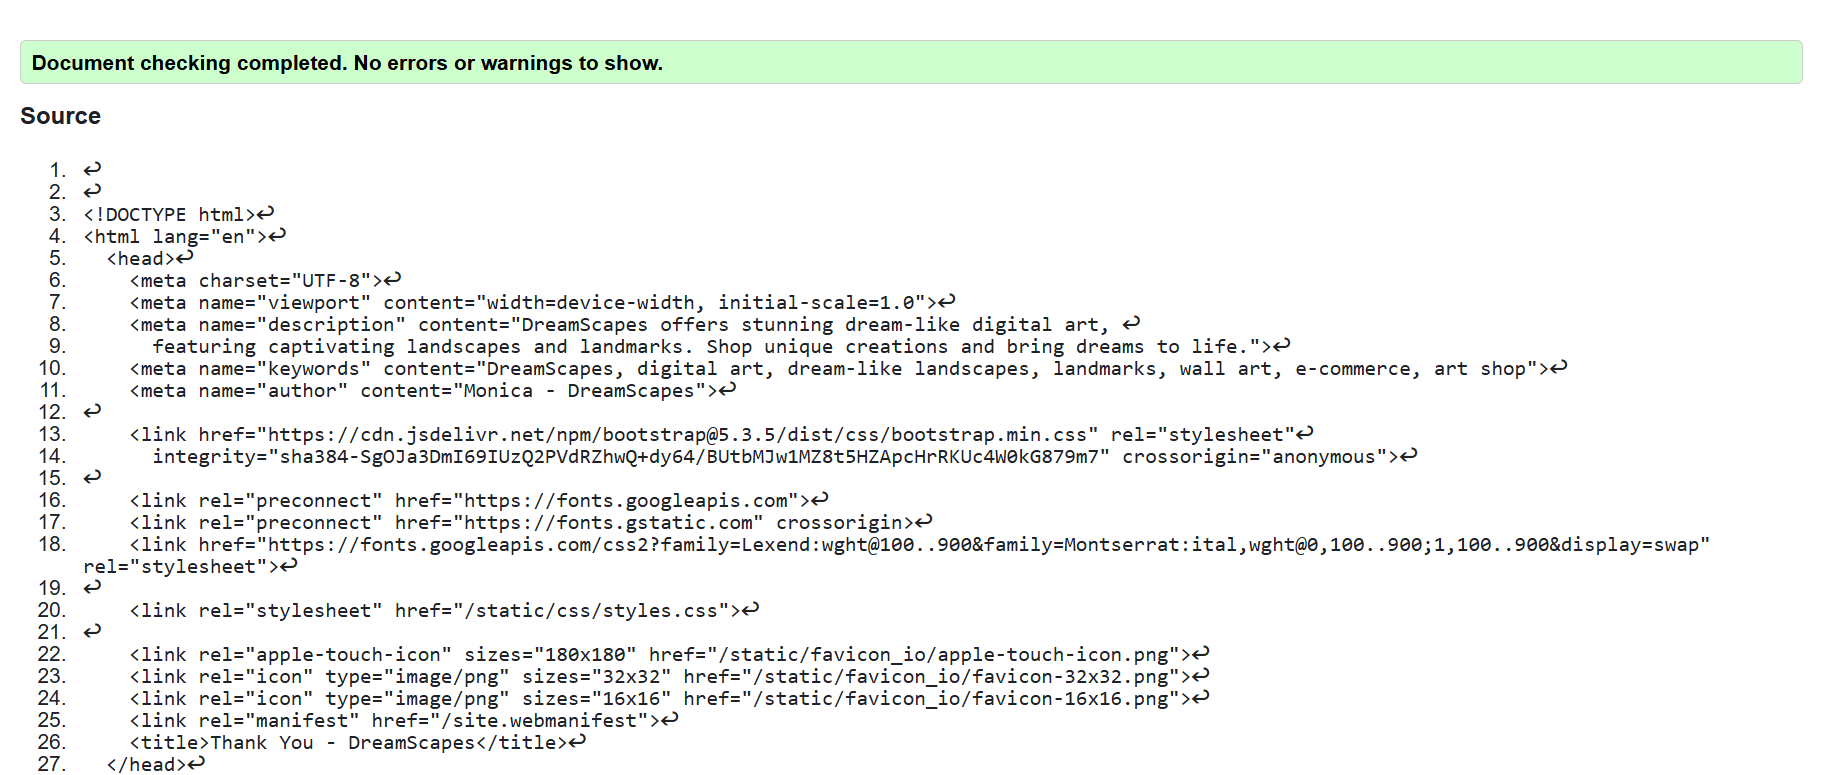 Document checking completed. No errors or warnings to show.
Source
1. ↩
2. ↩
3. <!DOCTYPE html>↩
4. <html lang="en">↩
5. <head>↩
6. <meta charset="UTF-8">↩
7. <meta name="viewport" content="width=device-width, initial-scale=1.0">↩
8. <meta name="description" content="DreamScapes offers stunning dream-like digital art, ↩
9. featuring captivating landscapes and landmarks. Shop unique creations and bring dreams to life.">↩
10. <meta name="keywords" content="DreamScapes, digital art, dream-like landscapes, landmarks, wall art, e-commerce, art shop">↩
11. <meta name="author" content="Monica - DreamScapes">↩
12. ↩
13. <link href="https://cdn.jsdelivr.net/npm/bootstrap@5.3.5/dist/css/bootstrap.min.css" rel="stylesheet"↩
14. integrity="sha384-SgOJa3DmI69IUzQ2PVdRZhwQ+dy64/BUtbMJw1MZ8t5HZApcHrRKUc4W0kG879m7" crossorigin="anonymous">↩
15. ↩
16. <link rel="preconnect" href="https://fonts.googleapis.com">↩
17. <link rel="preconnect" href="https://fonts.gstatic.com" crossorigin>↩
18. <link href="https://fonts.googleapis.com/css2?family=Lexend:wght@100..900&family=Montserrat:ital,wght@0,100..900;1,100..900&display=swap"
rel="stylesheet">↩
19. ↩
20. <link rel="stylesheet" href="/static/css/styles.css">↩
21. ↩
22. <link rel="apple-touch-icon" sizes="180x180" href="/static/favicon_io/apple-touch-icon.png">↩
23. <link rel="icon" type="image/png" sizes="32x32" href="/static/favicon_io/favicon-32x32.png">↩
24. <link rel="icon" type="image/png" sizes="16x16" href="/static/favicon_io/favicon-16x16.png">↩
25. <link rel="manifest" href="/site.webmanifest">↩
26. <title>Thank You - DreamScapes</title>↩
27. </head>↩